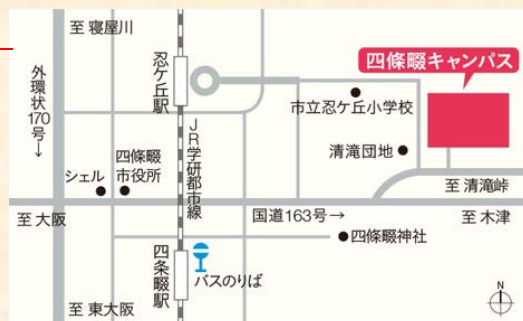 至 寝屋川
四條畷キャンパス
外環状
170
号→
忍ケ丘駅
市立忍ケ丘小学校
JR学研都市線
四條畷
市役所
シェル
清滝団地
至 清滝峠
至 大阪
国道163号→
至 木津
四條畷神社
四条畷駅
バスのりば
至 東大阪
N